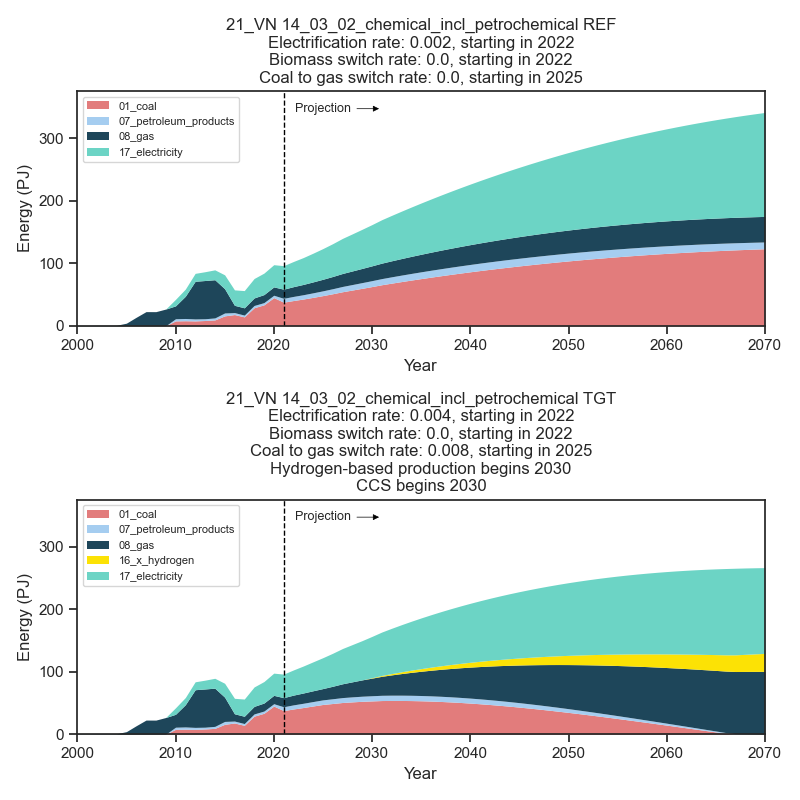 21_VN 14_03_02_chemical_incl_petrochemical REF
Electrification rate: 0.002, starting in 2022
Biomass switch rate: 0.0, starting in 2022
Coal to gas switch rate: 0.0, starting in 2025
01_coal
07_petroleum_products
08_gas
17_electricity
Projection
Energy (PJ)
300
200
100
0
2000 2010 2020 2030 2040 2050 2060 2070
Year
21_VN 14_03_02_chemical_incl_petrochemical TGT
Electrification rate: 0.004, starting in 2022
Biomass switch rate: 0.0, starting in 2022
Coal to gas switch rate: 0.008, starting in 2025
Hydrogen-based production begins 2030
CCS begins 2030
01_coal
07_petroleum_products
08_gas
16_x_hydrogen
17_electricity
Projection
Energy (PJ)
300
200
100
0
2000 2010 2020 2030 2040 2050 2060 2070
Year